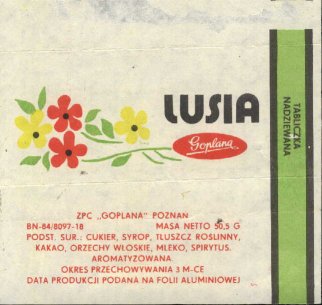 LUSIA
Goplana
TABLICZKA
NADZIEWANA
ZPC „GOPLANA" POZNAŃ
BN-84/8097-18 MASA NETTO 50,5 G
PODST. SUR.: CUKIER, SYROP, TŁUSZCZ ROŚLINNY,
KAKAO, ORZECHY WŁOSKIE, MLEKO, SPIRYTUS.
AROMATYZOWANA.
OKRES PRZECHOWYWANIA 3 M-CE
DATA PRODUKCJI PODANA NA FOLII ALUMINIOWEJ